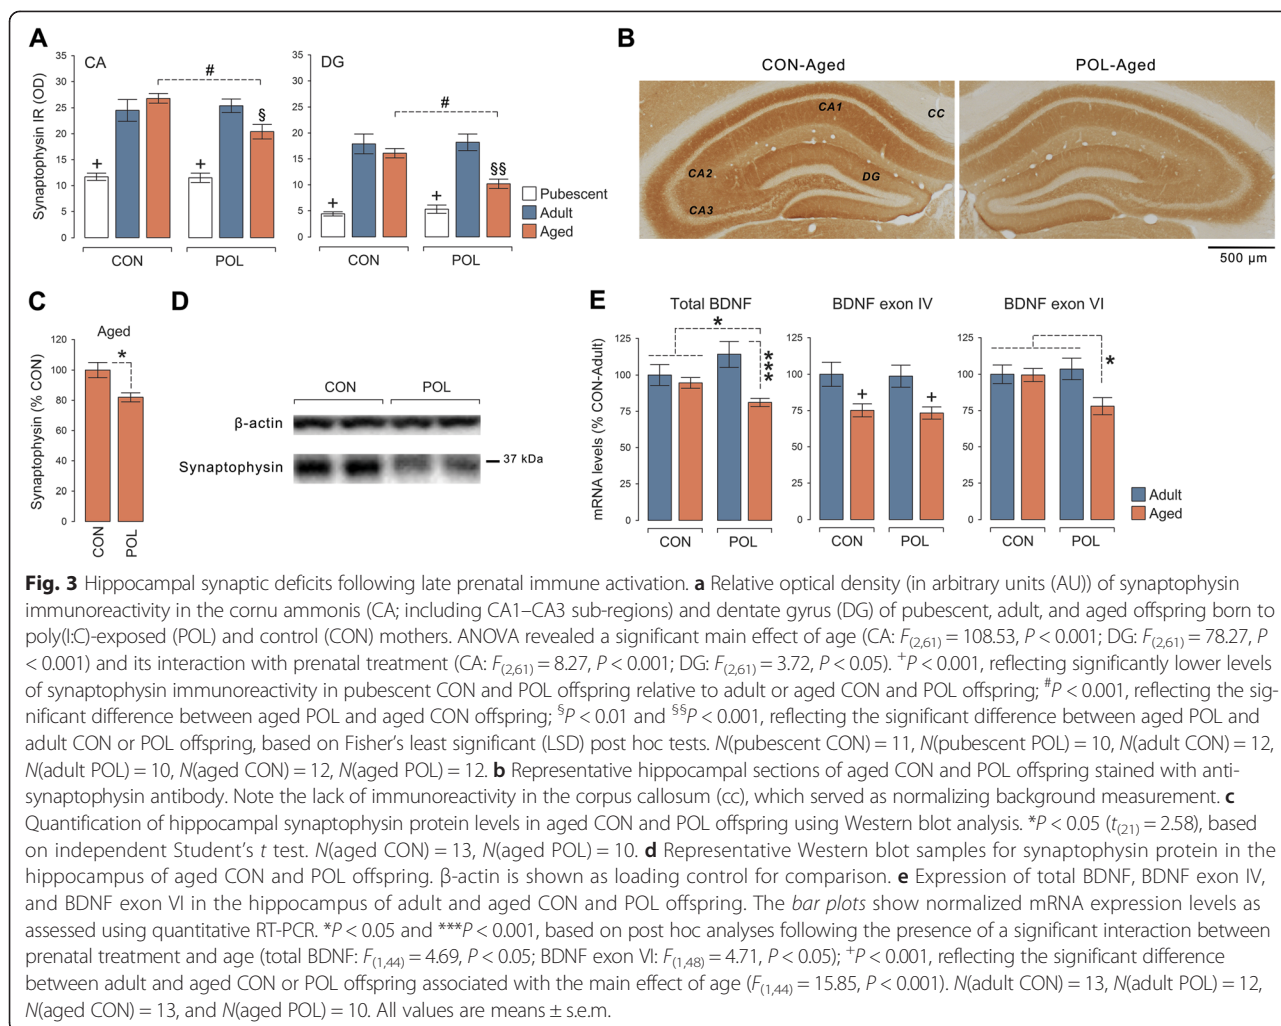 A
B
CA
DG
Synaptophysin IR (OD)
35
30
25
20
15
10
5
0
+
+
#
§
CON
POL
35
30
25
20
15
10
5
0
+
+
#
§§
CON
POL
Pubescent
Adult
Aged
CON-Aged
POL-Aged
CA1
CC
CA2
DG
CA3
500 µm
C
D
E
Aged
Synaptophysin (% CON)
120
100
80
60
40
20
0
*
CON
POL
CON
POL
β-actin
Synaptophysin
37 kDa
Total BDNF
BDNF exon IV
BDNF exon VI
mRNA levels (% CON-Adult)
125
100
75
50
25
0
*
***
CON
POL
125
100
75
50
25
0
+
+
CON
POL
125
100
75
50
25
0
*
CON
POL
Adult
Aged
Fig. 3 Hippocampal synaptic deficits following late prenatal immune activation. a Relative optical density (in arbitrary units (AU)) of synaptophysin
immunoreactivity in the cornu ammonis (CA; including CA1–CA3 sub-regions) and dentate gyrus (DG) of pubescent, adult, and aged offspring born to
poly(I:C)-exposed (POL) and control (CON) mothers. ANOVA revealed a significant main effect of age (CA: F(2,61) = 108.53, P < 0.001; DG: F(2,61) = 78.27, P
< 0.001) and its interaction with prenatal treatment (CA: F(2,61) = 8.27, P < 0.001; DG: F(2,61) = 3.72, P < 0.05). +P < 0.001, reflecting significantly lower levels
of synaptophysin immunoreactivity in pubescent CON and POL offspring relative to adult or aged CON and POL offspring; #P < 0.001, reflecting the sig-
nificant difference between aged POL and aged CON offspring; §P < 0.01 and §§P < 0.001, reflecting the significant difference between aged POL and
adult CON or POL offspring, based on Fisher's least significant (LSD) post hoc tests. N(pubescent CON) = 11, N(pubescent POL) = 10, N(adult CON) = 12,
N(adult POL) = 10, N(aged CON) = 12, N(aged POL) = 12. b Representative hippocampal sections of aged CON and POL offspring stained with anti-
synaptophysin antibody. Note the lack of immunoreactivity in the corpus callosum (cc), which served as normalizing background measurement. c
Quantification of hippocampal synaptophysin protein levels in aged CON and POL offspring using Western blot analysis. *P < 0.05 (t(21) = 2.58), based
on independent Student's t test. N(aged CON) = 13, N(aged POL) = 10. d Representative Western blot samples for synaptophysin protein in the
hippocampus of aged CON and POL offspring. β-actin is shown as loading control for comparison. e Expression of total BDNF, BDNF exon IV,
and BDNF exon VI in the hippocampus of adult and aged CON and POL offspring. The bar plots show normalized mRNA expression levels as
assessed using quantitative RT-PCR. *P < 0.05 and ***P < 0.001, based on post hoc analyses following the presence of a significant interaction between
prenatal treatment and age (total BDNF: F(1,44) = 4.69, P < 0.05; BDNF exon VI: F(1,48) = 4.71, P < 0.05); +P < 0.001, reflecting the significant difference
between adult and aged CON or POL offspring associated with the main effect of age (F(1,44) = 15.85, P < 0.001). N(adult CON) = 13, N(adult POL) = 12,
N(aged CON) = 13, and N(aged POL) = 10. All values are means ± s.e.m.